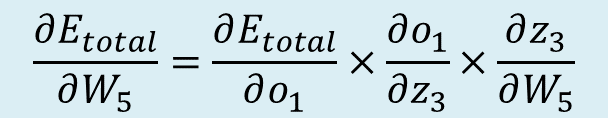 ∂E_total/∂W_5 = ∂E_total/∂o_1 × ∂o_1/∂z_3 × ∂z_3/∂W_5